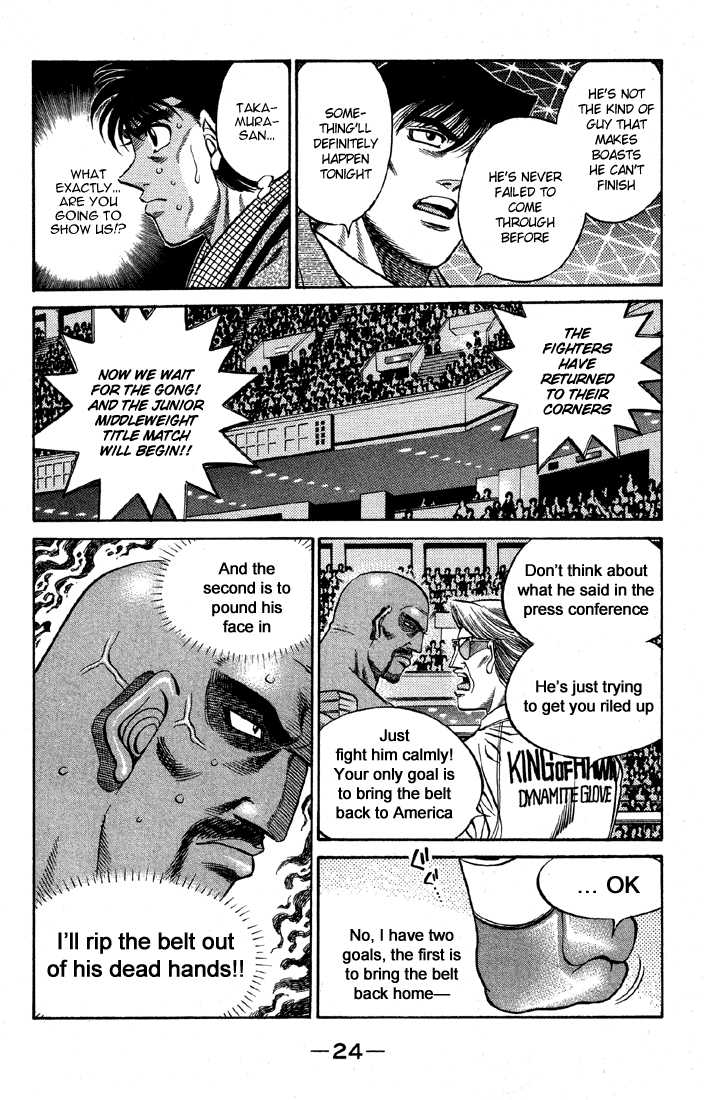 HE'S NOT
THE KIND OF
GUY THAT
MAKES
BOASTS
HE CAN'T
FINISH
HE'S NEVER
FAILED TO
COME
THROUGH
BEFORE
SOME-
THING'LL
DEFINITELY
HAPPEN
TONIGHT
TAKA-
MURA-
SAN...
WHAT
EXACTLY...
ARE YOU
GOING TO
SHOW US!?
THE
FIGHTERS
HAVE
RETURNED
TO THEIR
CORNERS
NOW WE WAIT
FOR THE GONG!
AND THE JUNIOR
MIDDLEWEIGHT
TITLE MATCH
WILL BEGIN!!
Don't think about
what he said in the
press conference
He's just trying
to get you riled up
Just
fight him calmly!
Your only goal is
to bring the belt
back to America
KING OF
DYNAMITE GLOVE
... OK
No, I have two
goals, the first is
to bring the belt
back home—
And the
second is to
pound his
face in
I'll rip the belt out
of his dead hands!!
—24—